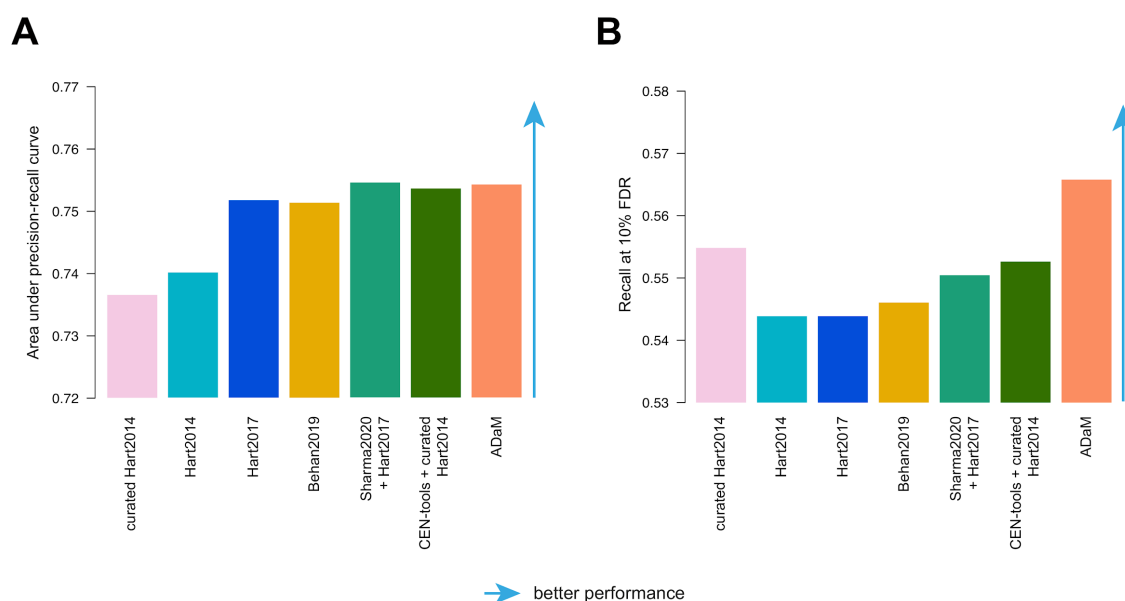 A
Area under precision-recall curve
0.77
0.76
0.75
0.74
0.73
0.72
curated Hart2014
Hart2014
Hart2017
Behan2019
Sharma2020
+ Hart2017
CEN-tools + curated
Hart2014
ADaM
B
Recall at 10% FDR
0.58
0.57
0.56
0.55
0.54
0.53
curated Hart2014
Hart2014
Hart2017
Behan2019
Sharma2020
+ Hart2017
CEN-tools + curated
Hart2014
ADaM
better performance